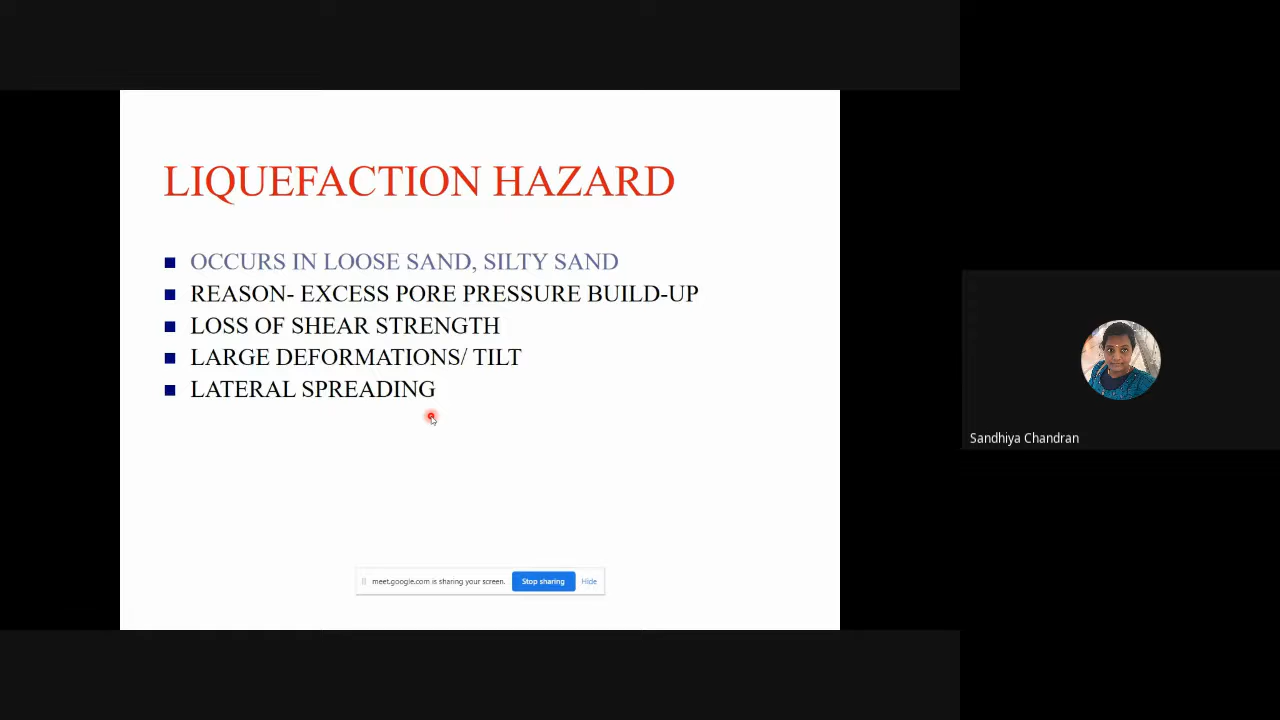 LIQUEFACTION HAZARD
OCCURS IN LOOSE SAND, SILTY SAND
REASON- EXCESS PORE PRESSURE BUILD-UP
LOSS OF SHEAR STRENGTH
LARGE DEFORMATIONS/ TILT
LATERAL SPREADING
meet.google.com is sharing your screen. Stop sharing Hide
Sandhiya Chandran